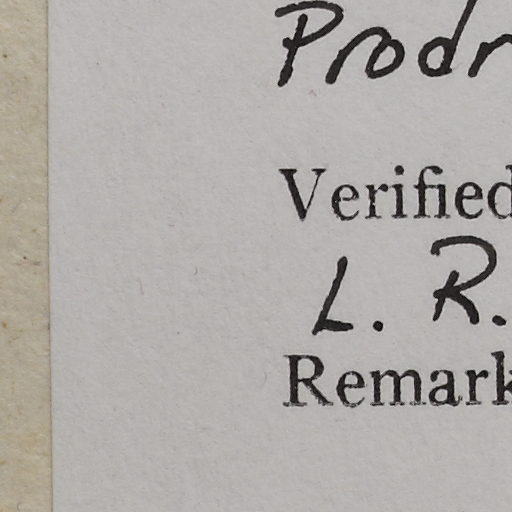 Prodr
Verified
L. R.
Remark